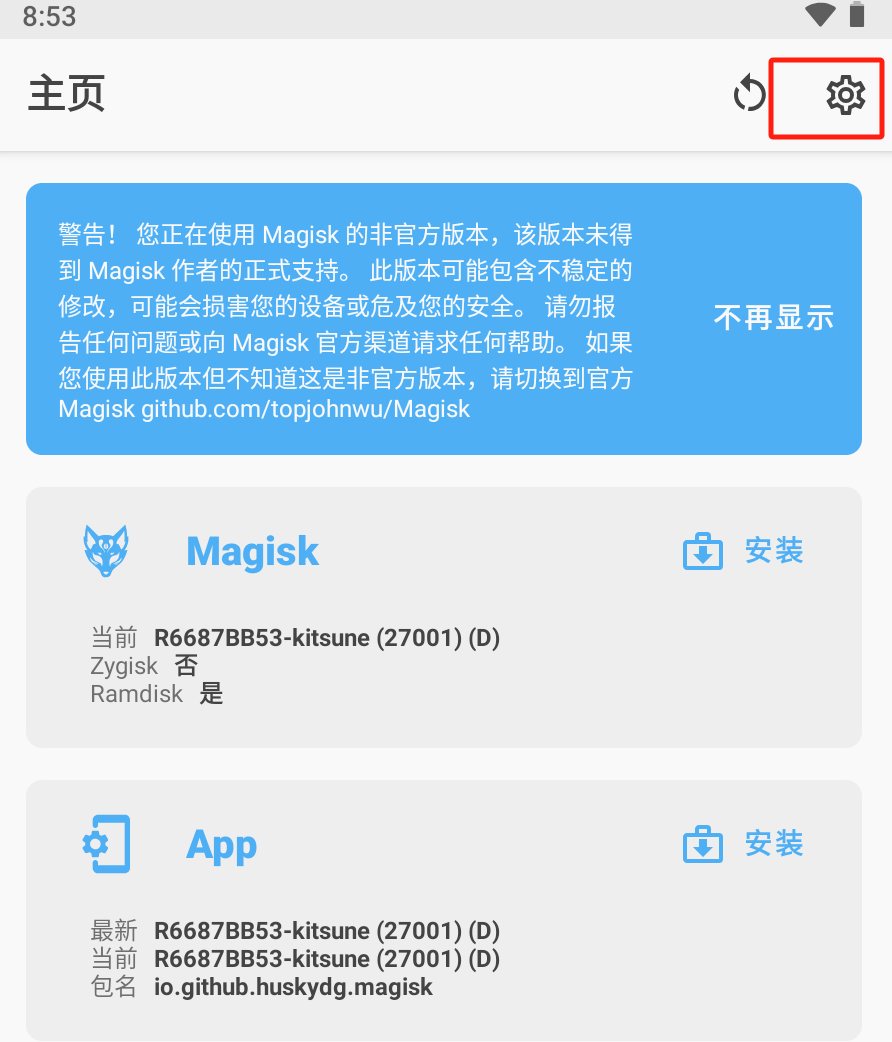 8:53
主页
警告！ 您正在使用 Magisk 的非官方版本，该版本未得
到 Magisk 作者的正式支持。 此版本可能包含不稳定的
修改，可能会损害您的设备或危及您的安全。 请勿报
告任何问题或向 Magisk 官方渠道请求任何帮助。 如果
您使用此版本但不知道这是非官方版本，请切换到官方
Magisk github.com/topjohnwu/Magisk
不再显示
Magisk
安装
当前 R6687BB53-kitsune (27001) (D)
Zygisk 否
Ramdisk 是
App
安装
最新 R6687BB53-kitsune (27001) (D)
当前 R6687BB53-kitsune (27001) (D)
包名 io.github.huskydg.magisk